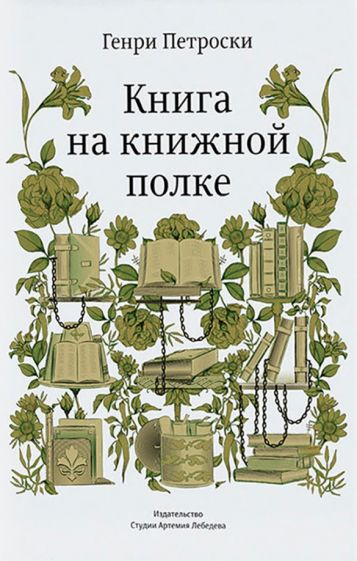 Генри Петроски
Книга
на книжной
полке
Издательство
Студии Артемия Лебедева